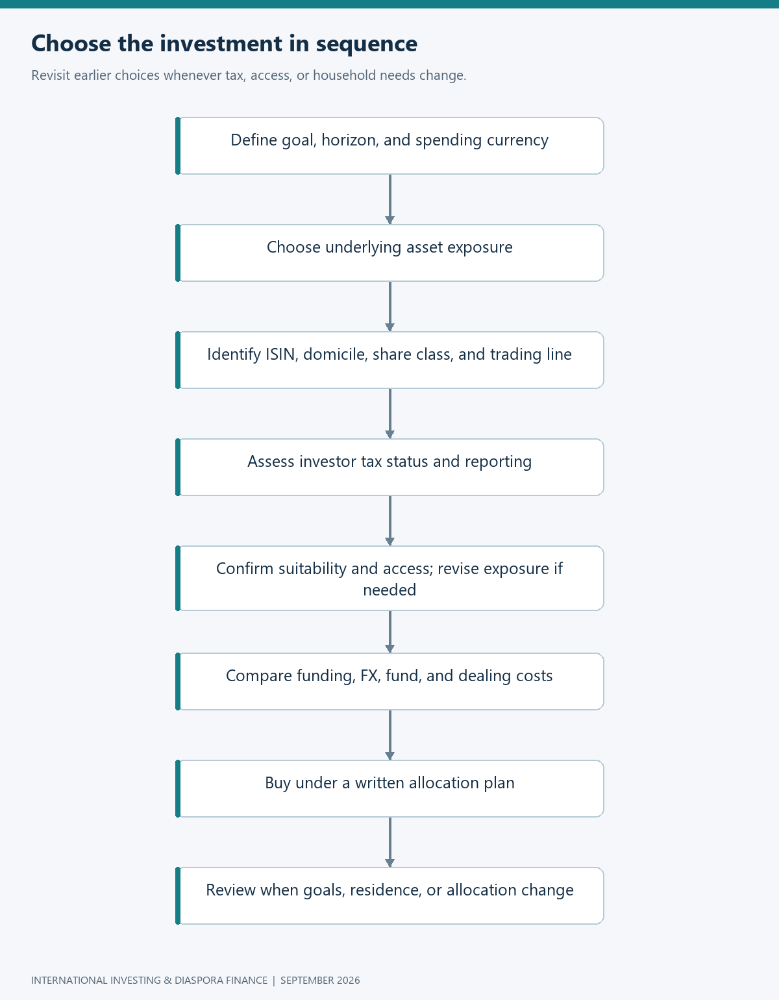 Choose the investment in sequence
Revisit earlier choices whenever tax, access, or household needs change.
Define goal, horizon, and spending currency
Choose underlying asset exposure
Identify ISIN, domicile, share class, and trading line
Assess investor tax status and reporting
Confirm suitability and access; revise exposure if
needed
Compare funding, FX, fund, and dealing costs
Buy under a written allocation plan
Review when goals, residence, or allocation change
INTERNATIONAL INVESTING & DIASPORA FINANCE | SEPTEMBER 2026